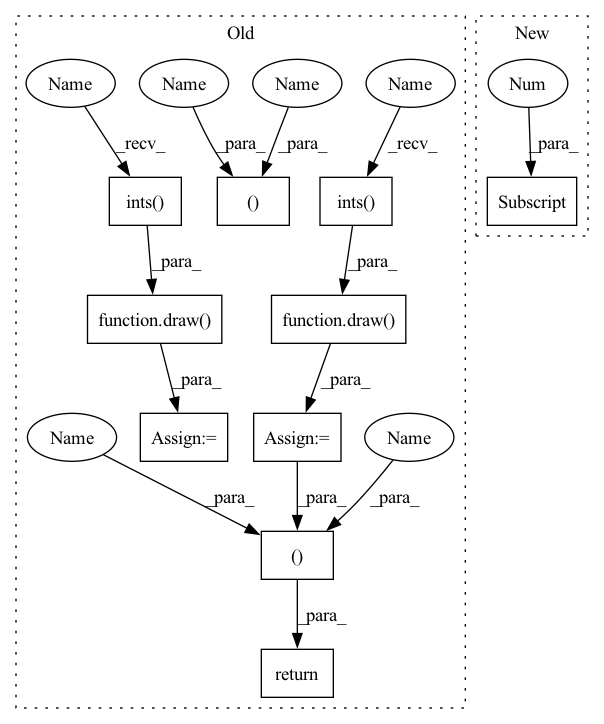 Old
New
Name
Name
Name
Name
Num
_recv_
_para_
_para_
_recv_
_para_
ints()
()
ints()
Subscript
_para_
_para_
function.draw()
function.draw()
_para_
_para_
Name
Assign:=
Assign:=
Name
_para_
_para_
_para_
()
_para_
return